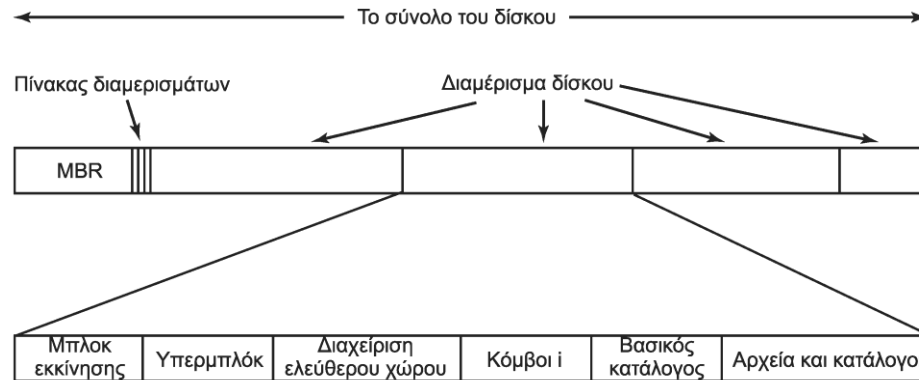 Το σύνολο του δίσκου
Πίνακας διαμερισμάτων
Διαμέρισμα δίσκου
MBR
Μπλοκ
εκκίνησης
Υπερμπλόκ
Διαχείριση
ελεύθερου χώρου
Κόμβοι i
Βασικός
κατάλογος
Αρχεία και κατάλογο